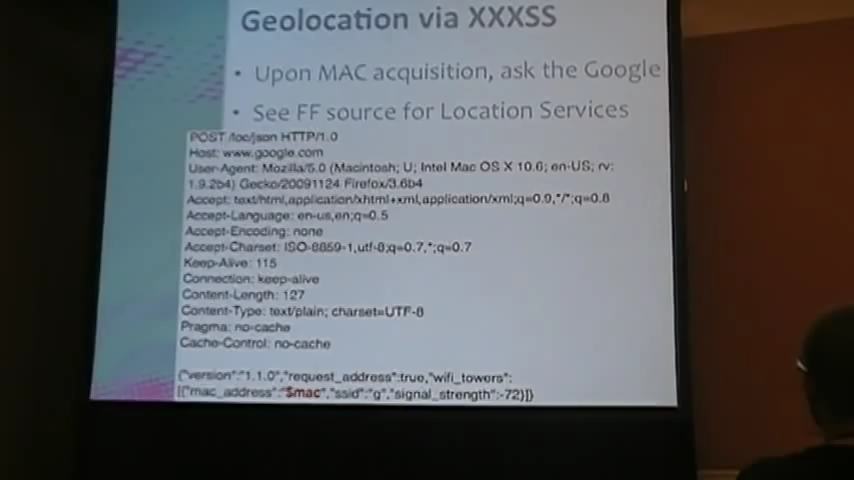 Geolocation via XXXSS
• Upon MAC acquisition, ask the Google
• See FF source for Location Services
POST /loc/json HTTP/1.0
Host: www.google.com
User-Agent: Mozilla/5.0 (Macintosh; U; Intel Mac OS X 10.6; en-US; rv:
1.9.2b4) Gecko/20091124 Firefox/3.6b4
Accept: text/html,application/xhtml+xml,application/xml;q=0.9,*/*;q=0.8
Accept-Language: en-us,en;q=0.5
Accept-Encoding: none
Accept-Charset: ISO-8859-1,utf-8;q=0.7,*;q=0.7
Keep-Alive: 115
Connection: keep-alive
Content-Length: 127
Content-Type: text/plain; charset=UTF-8
Pragma: no-cache
Cache-Control: no-cache
{"version":"1.1.0","request_address":true,"wifi_towers":
[{"mac_address":"$mac","ssid":"g","signal_strength":-72}]}